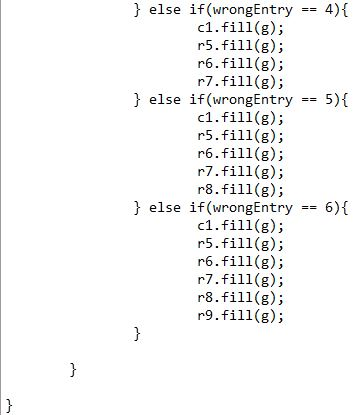 } else if(wrongEntry == 4){
c1.fill(g);
r5.fill(g);
r6.fill(g);
r7.fill(g);
} else if(wrongEntry == 5){
c1.fill(g);
r5.fill(g);
r6.fill(g);
r7.fill(g);
r8.fill(g);
} else if(wrongEntry == 6){
c1.fill(g);
r5.fill(g);
r6.fill(g);
r7.fill(g);
r8.fill(g);
r9.fill(g);
}
}
}